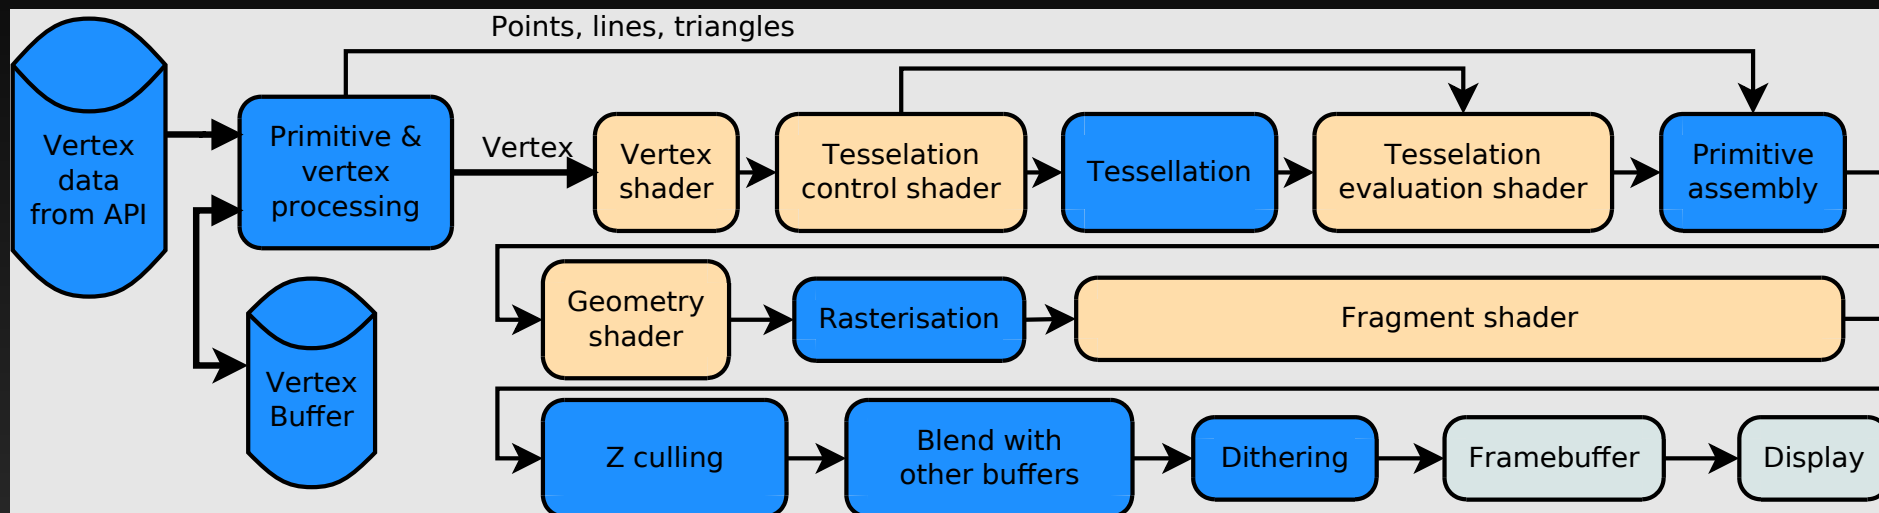 Points, lines, triangles
Vertex
data
from API
Primitive &
vertex
processing
Vertex
Vertex
shader
Tesselation
control shader
Tessellation
Tesselation
evaluation shader
Primitive
assembly
Geometry
shader
Rasterisation
Fragment shader
Vertex
Buffer
Z culling
Blend with
other buffers
Dithering
Framebuffer
Display